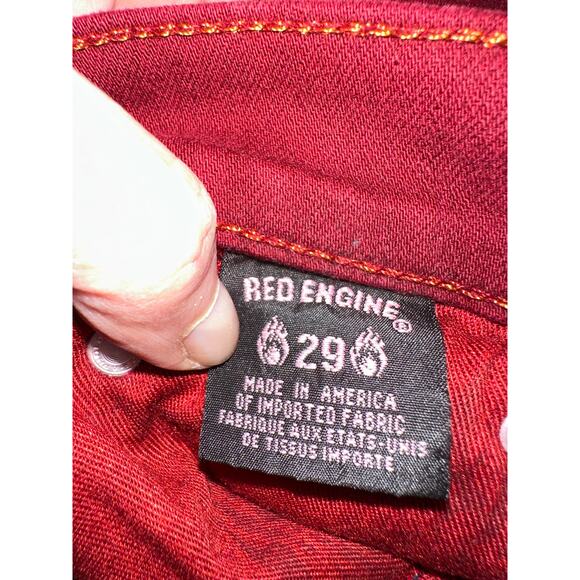 RED ENGINE®
29
MADE IN AMERICA
OF IMPORTED FABRIC
FABRIQUE AUX ETATS-UNIS
DE TISSUS IMPORTE